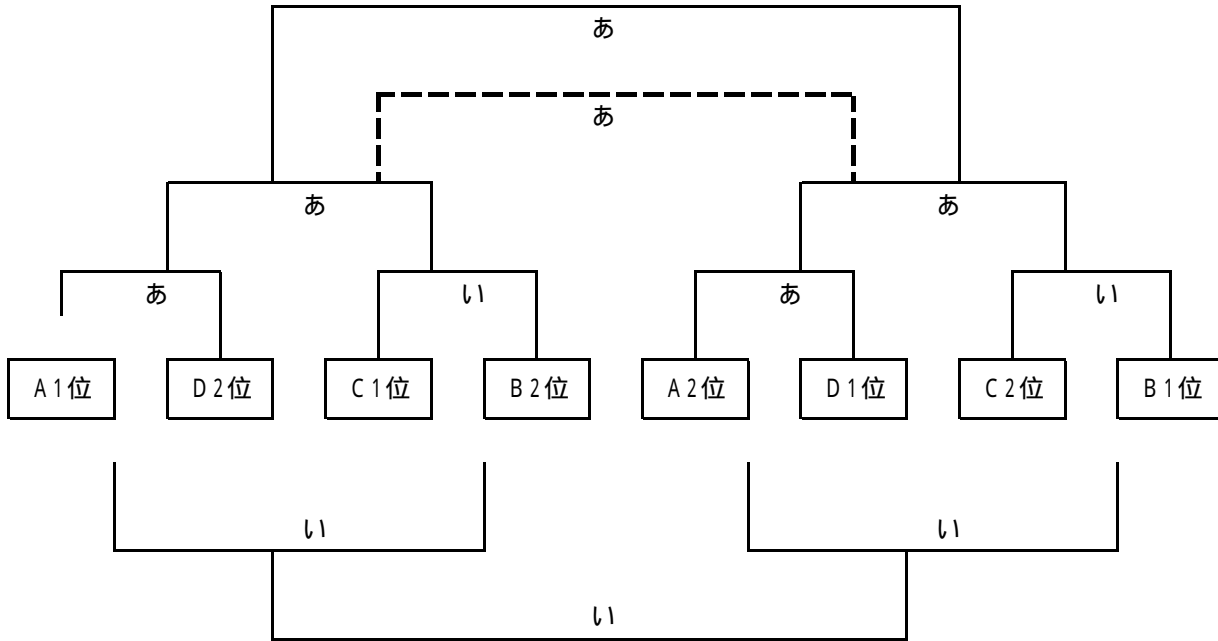 あ
あ
あ あ
あ い あ い
A1位 D2位 C1位 B2位 A2位 D1位 C2位 B1位
い い
い